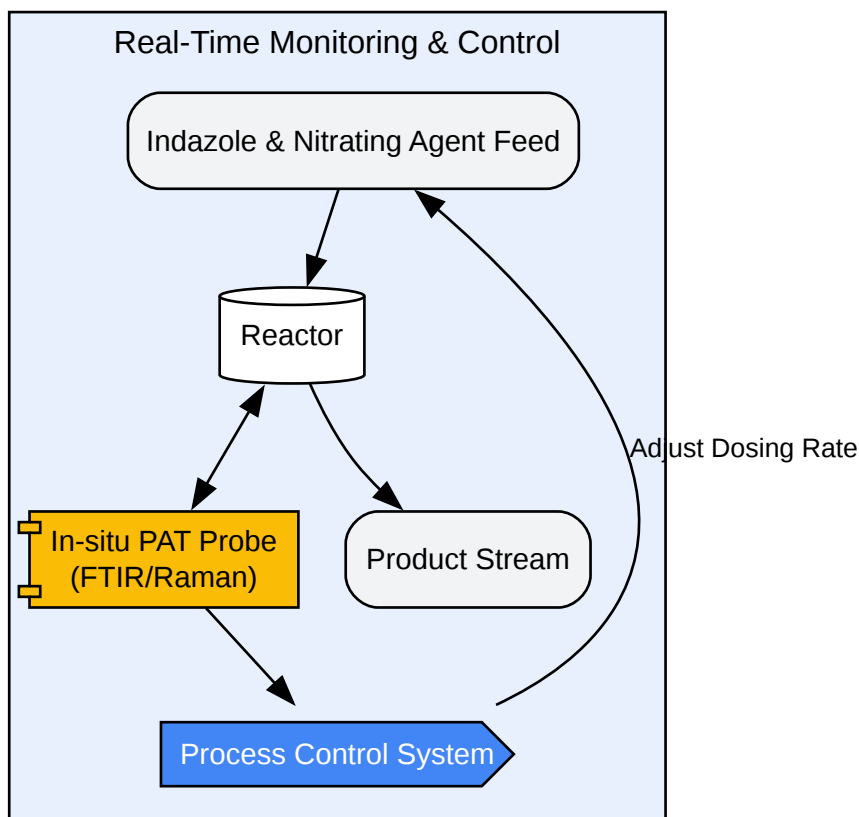 Real-Time Monitoring & Control
Indazole & Nitrating Agent Feed
Reactor
Adjust Dosing Rate
In-situ PAT Probe
(FTIR/Raman)
Product Stream
Process Control System